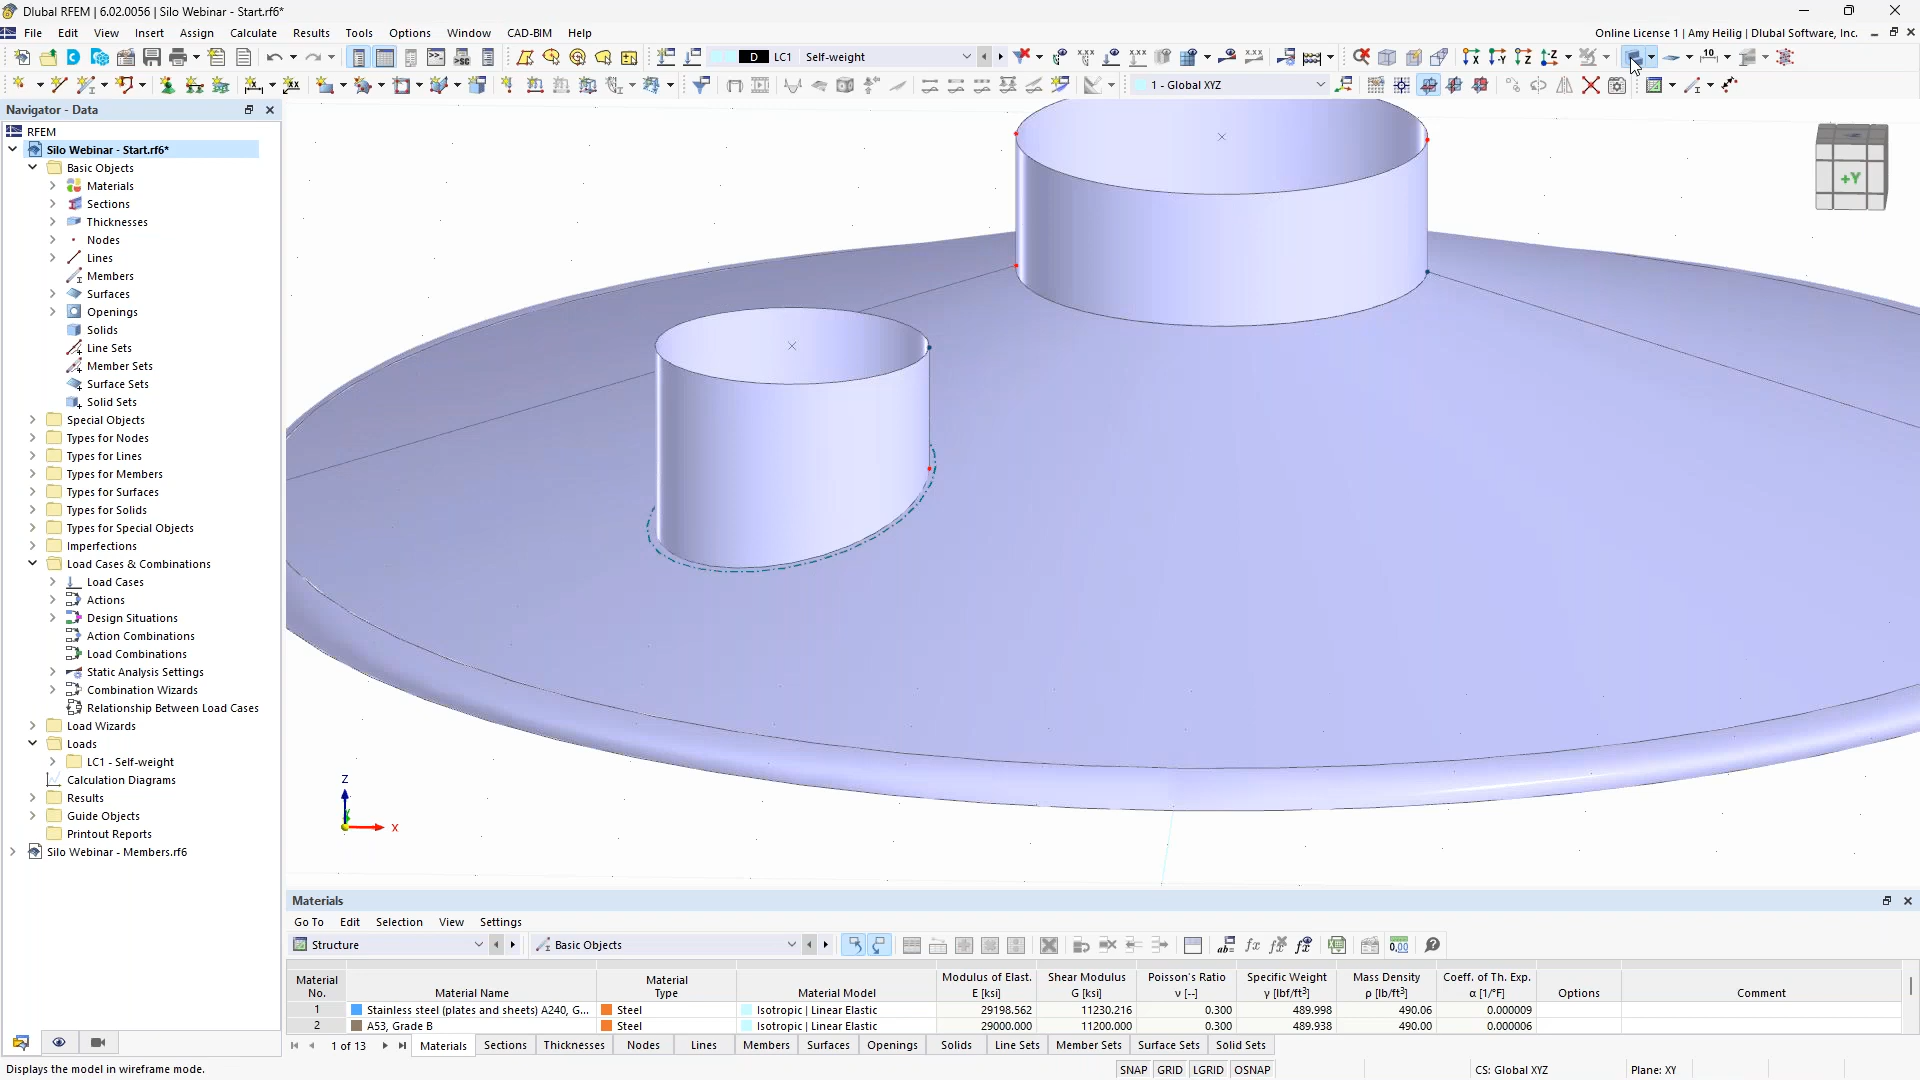 Dlubal RFEM | 6.02.0056 | Silo Webinar - Start.rf6*
File Edit View Insert Assign Calculate Results Tools Options Window CAD-BIM Help
Online License 1 | Amy Heilig | Dlubal Software, Inc.
D LC1 Self-weight
1 - Global XYZ
Navigator - Data
RFEM
Silo Webinar - Start.rf6*
Basic Objects
Materials
Sections
Thicknesses
Nodes
Lines
Members
Surfaces
Openings
Solids
Line Sets
Member Sets
Surface Sets
Solid Sets
Special Objects
Types for Nodes
Types for Lines
Types for Members
Types for Surfaces
Types for Solids
Types for Special Objects
Imperfections
Load Cases & Combinations
Load Cases
Actions
Design Situations
Action Combinations
Load Combinations
Static Analysis Settings
Combination Wizards
Relationship Between Load Cases
Load Wizards
Loads
LC1 - Self-weight
Calculation Diagrams
Results
Guide Objects
Printout Reports
Silo Webinar - Members.rf6
+Y
Z
X
Materials
Go To Edit Selection View Settings
Structure Basic Objects
Material No. Material Name Material Type Material Model Modulus of Elast. E [ksi] Shear Modulus G [ksi] Poisson's Ratio ν [--] Specific Weight γ [lbf/ft³] Mass Density ρ [lb/ft³] Coeff. of Th. Exp. α [1/°F] Options Comment
1 Stainless steel (plates and sheets) A240, G... Steel Isotropic | Linear Elastic 29198.562 11230.216 0.300 489.998 490.06 0.000009
2 A53, Grade B Steel Isotropic | Linear Elastic 29000.000 11200.000 0.300 489.938 490.00 0.000006
1 of 13 Materials Sections Thicknesses Nodes Lines Members Surfaces Openings Solids Line Sets Member Sets Surface Sets Solid Sets
Displays the model in wireframe mode. SNAP GRID LGRID OSNAP CS: Global XYZ Plane: XY